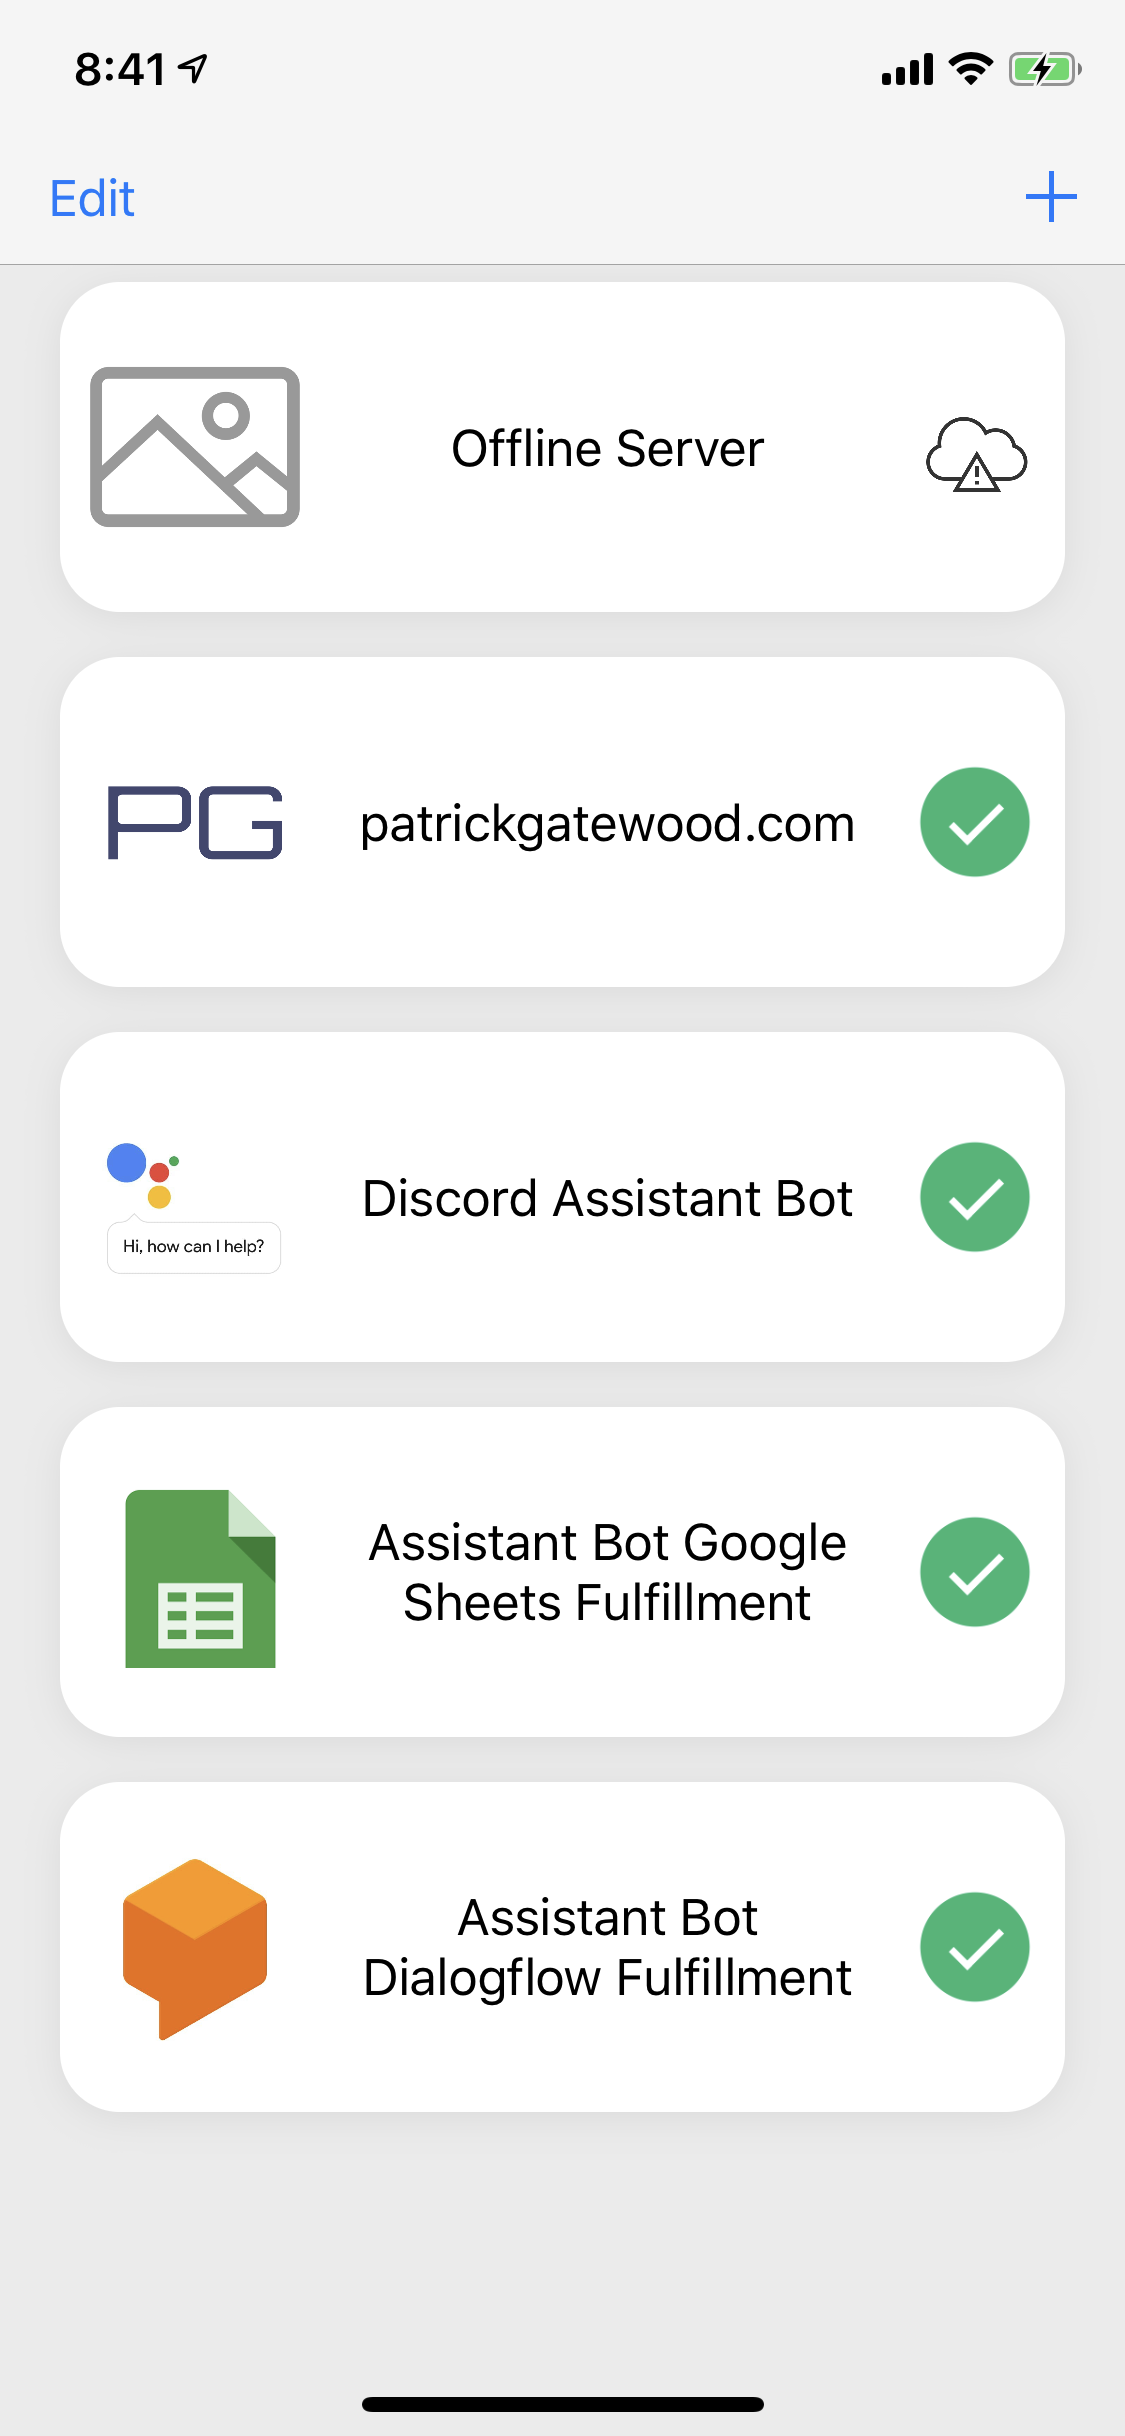 8:41
Edit
Offline Server
PG
patrickgatewood.com
Hi, how can I help?
Discord Assistant Bot
Assistant Bot Google
Sheets Fulfillment
Assistant Bot
Dialogflow Fulfillment